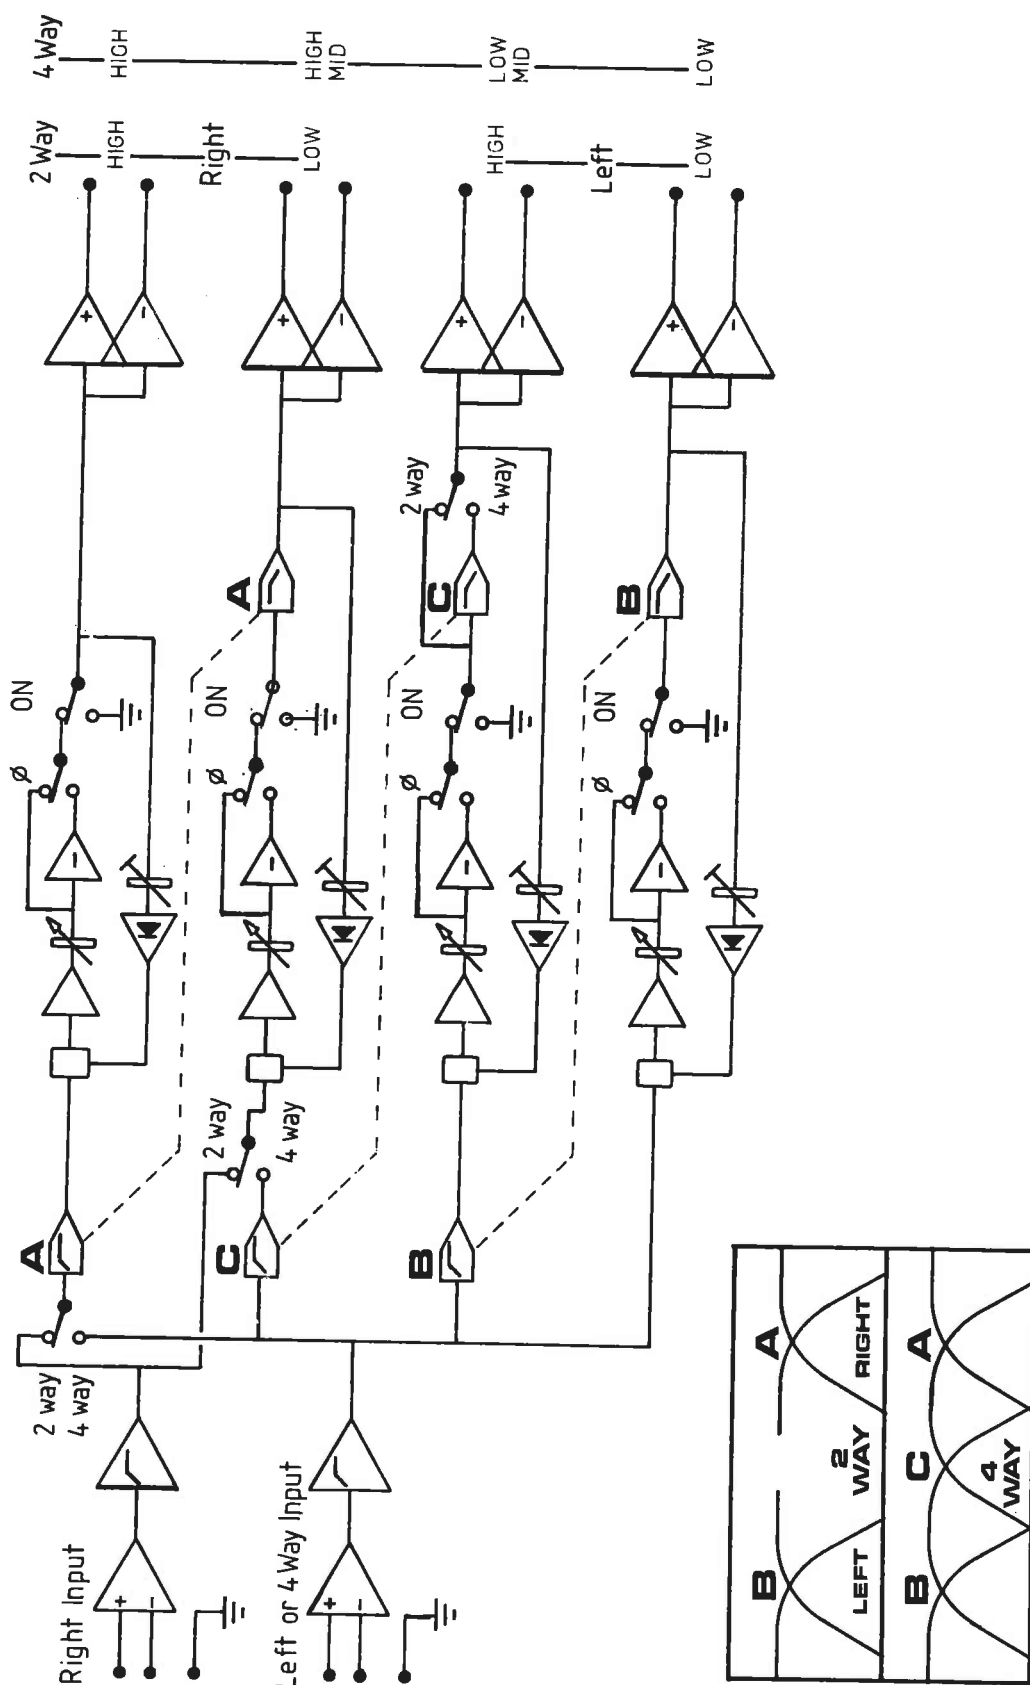 4 Way
HIGH
HIGH
MID
LOW
MID
LOW
2 Way
HIGH
Right
LOW
HIGH
Left
LOW
+
−
+
−
+
−
+
−
2 way
4 way
A
C
B
ON
ON
ON
ON
ø
ø
ø
ø
−
−
−
−
2 way
4 way
A
C
B
2 way
4 way
Right Input
+
−
Left or 4 Way Input
+
−
B
A
LEFT
2
WAY
RIGHT
B
C
A
4
WAY